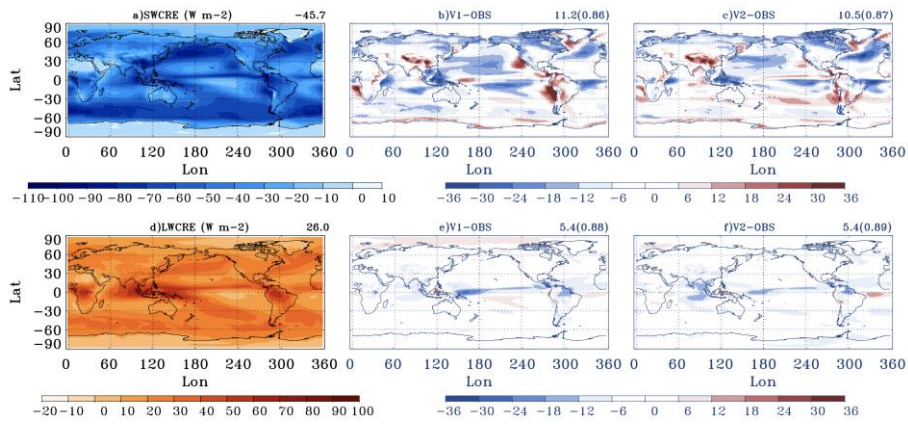 a)SWCRE (W m-2) -45.7 b)V1-OBS 11.2(0.86) c)V2-OBS 10.5(0.87)
90
60
30
0
-30
-60
-90
Lat
0 60 120 180 240 300 360 0 60 120 180 240 300 360 0 60 120 180 240 300 360
Lon Lon Lon
-110-100-90 -80 -70 -60 -50 -40 -30 -20 -10 0 10 -36 -30 -24 -18 -12 -6 0 6 12 18 24 30 36
d)LWCRE (W m-2) 26.0 e)V1-OBS 5.4(0.88) f)V2-OBS 5.4(0.89)
90
60
30
0
-30
-60
-90
Lat
0 60 120 180 240 300 360 0 60 120 180 240 300 360 0 60 120 180 240 300 360
Lon Lon Lon
-20 -10 0 10 20 30 40 50 60 70 80 90 100 -36 -30 -24 -18 -12 -6 0 6 12 18 24 30 36